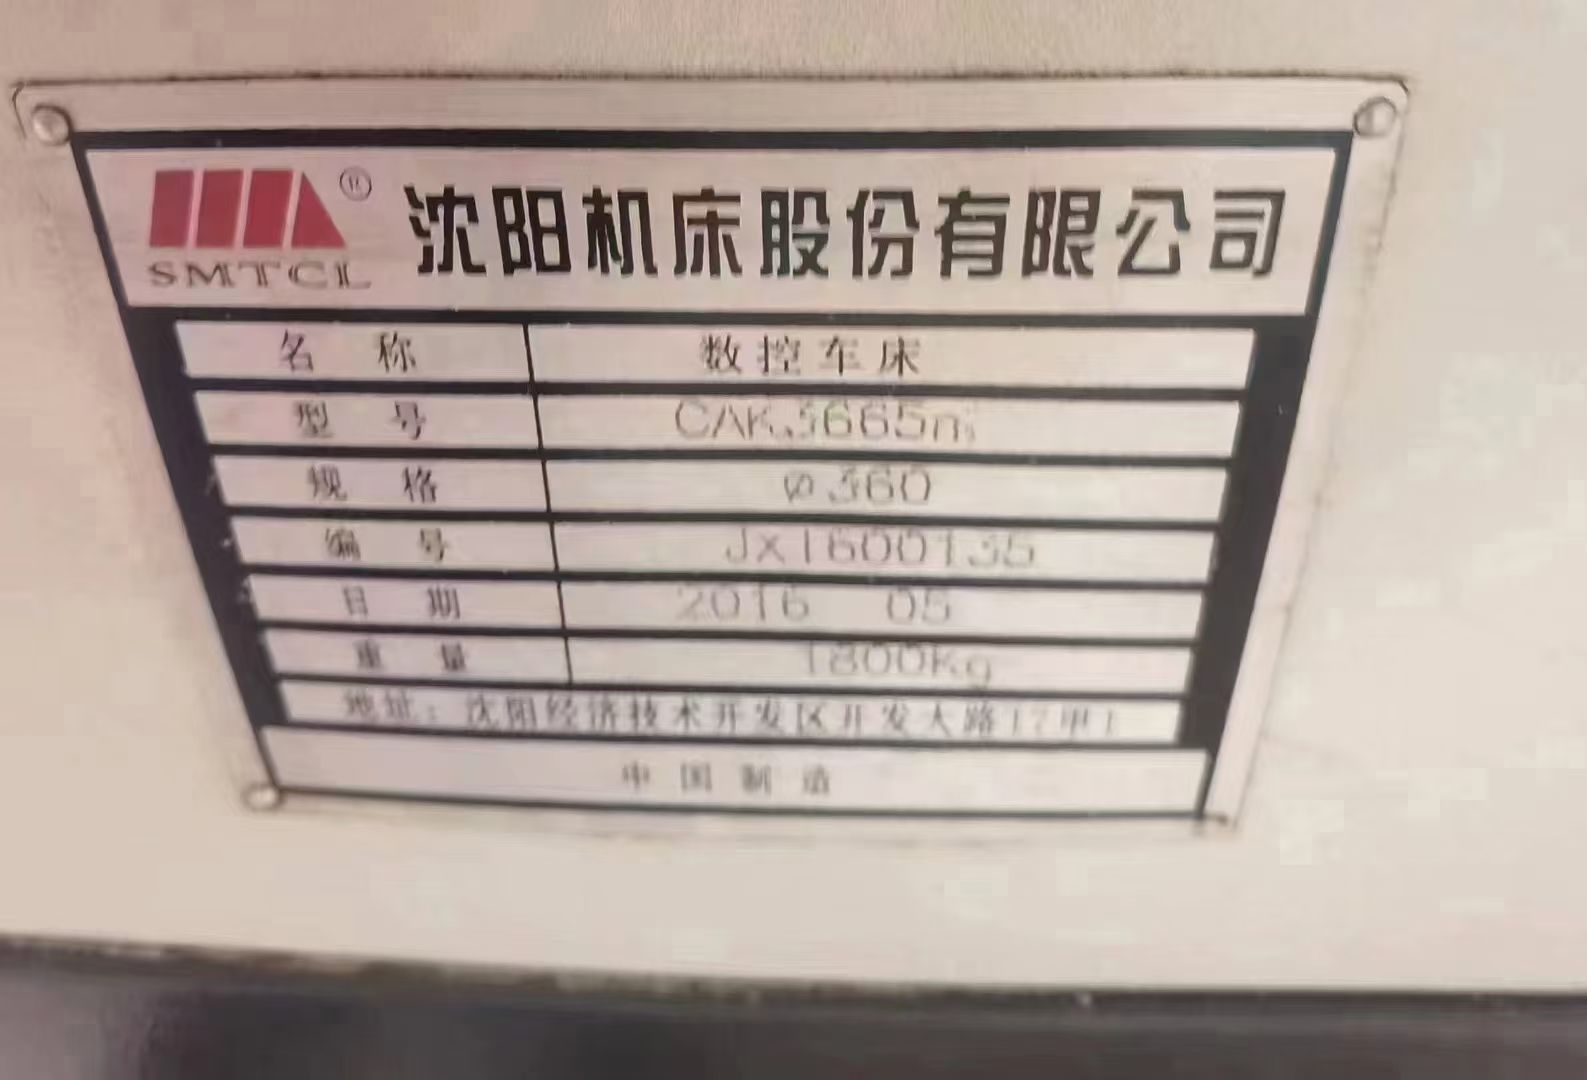 ® 沈阳机床股份有限公司
SMTCL
名 称 数控车床
型 号 CAK3665ni
规 格 ø360
编 号 JX1600135
日 期 2016 05
重 量 1800Kg
地址：沈阳经济技术开发区开发大路17甲1
中国制造